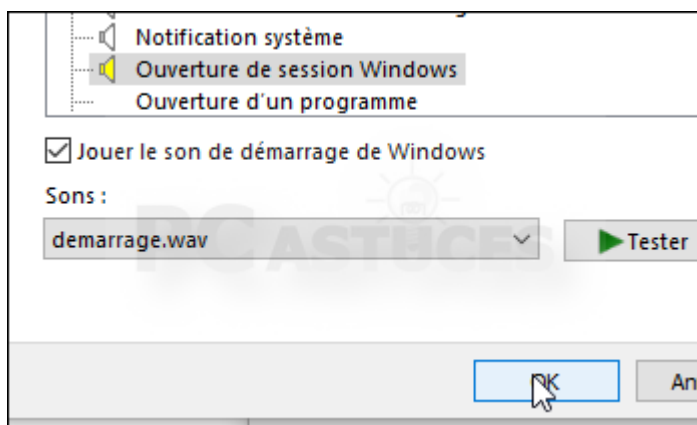 Notification système
Ouverture de session Windows
Ouverture d'un programme
Jouer le son de démarrage de Windows
Sons :
demarrage.wav
Tester
PC ASTUCES
OK